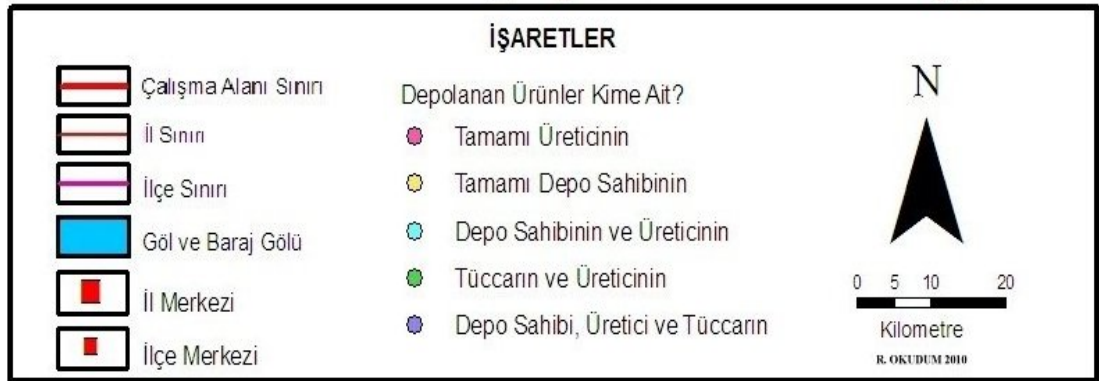 İŞARETLER
Çalışma Alanı Sınırı
İl Sınırı
İlçe Sınırı
Göl ve Baraj Gölü
İl Merkezi
İlçe Merkezi
Depolanan Ürünler Kime Ait?
Tamamı Üreticinin
Tamamı Depo Sahibinin
Depo Sahibinin ve Üreticinin
Tüccarın ve Üreticinin
Depo Sahibi, Üretici ve Tüccarın
N
0 5 10 20
Kilometre
R. OKUDUM 2010